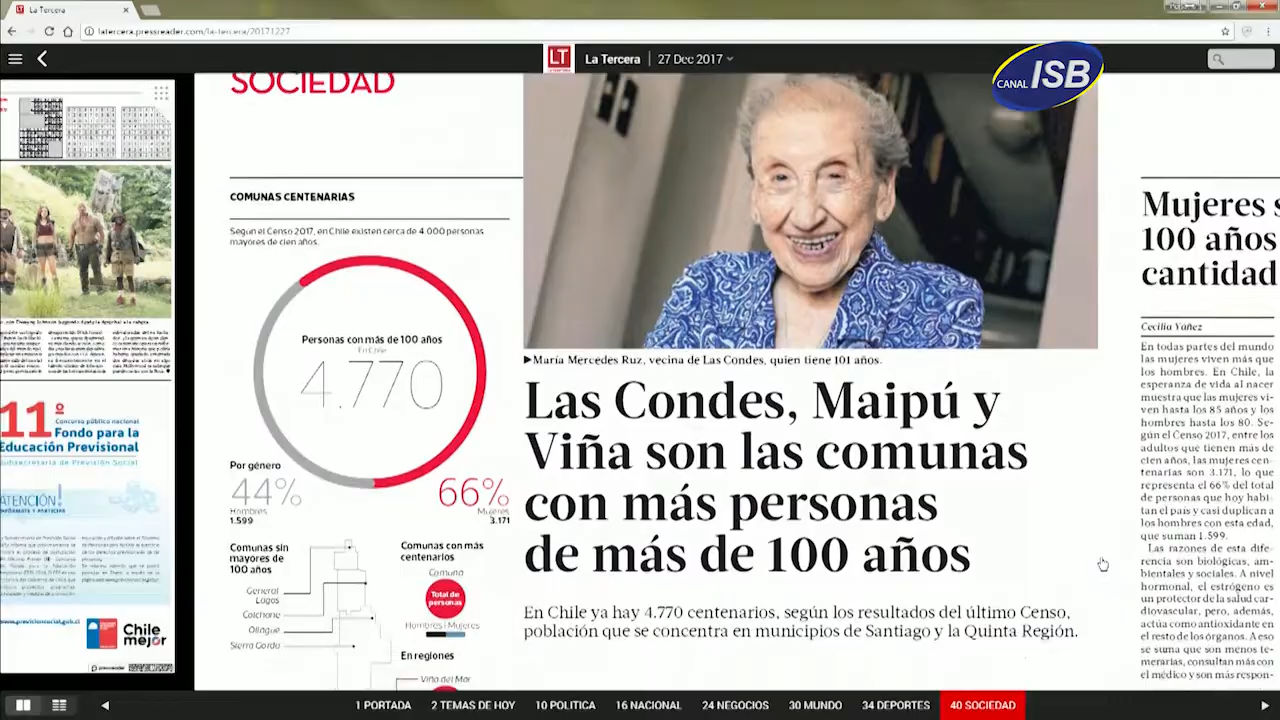 La Tercera
latercera.pressreader.com/la-tercera/20171227
LT
La Tercera
27 Dec 2017
CANAL ISB
SOCIEDAD
COMUNAS CENTENARIAS
Según el Censo 2017, en Chile existen cerca de 4.000 personas
mayores de cien años.
Personas con más de 100 años
En Chile
4.770
Por género
44%
Hombres
1.599
66%
Mujeres
3.171
Comunas sin
mayores de
100 años
General
Lagos
Colchane
Ollague
Sierra Gorda
Comunas con más
centenarios
Comuna
Total de
personas
Hombres Mujeres
En regiones
Viña del Mar
María Mercedes Ruz, vecina de Las Condes, quien tiene 101 años.
Las Condes, Maipú y
Viña son las comunas
con más personas
de más de 100 años
En Chile ya hay 4.770 centenarios, según los resultados del último Censo,
población que se concentra en municipios de Santiago y la Quinta Región.
Mujeres
100 años
cantidad
Cecilia Yáñez
En todas partes del mundo
las mujeres viven más que
los hombres. En Chile, la
esperanza de vida al nacer
muestra que las mujeres vi-
ven hasta los 85 años y los
hombres hasta los 80. Se-
gún el Censo 2017, entre los
adultos que tienen más de
cien años, las mujeres cen-
tenarias son 3.171, lo que
representa el 66% del total
de personas que hoy habi-
tan el país y casi duplican a
los hombres con esta edad,
que suman 1.599.
Las razones de esta dife-
rencia son biológicas, am-
bientales y sociales. A nivel
hormonal, el estrógeno es
un protector de la salud car-
diovascular, pero, además,
actúa como antioxidante en
el resto de los órganos. A eso
se suma que son menos te-
merarias, consultan más con
el médico y son más respon-
11º
Concurso público nacional
Fondo para la
Educación Previsional
Subsecretaría de Previsión Social
¡ATENCIÓN!
INFÓRMATE Y PARTICIPE
www.previsionsocial.gob.cl
Chile
mejor
pressreader
1 PORTADA
2 TEMAS DE HOY
10 POLITICA
16 NACIONAL
24 NEGOCIOS
30 MUNDO
34 DEPORTES
40 SOCIEDAD